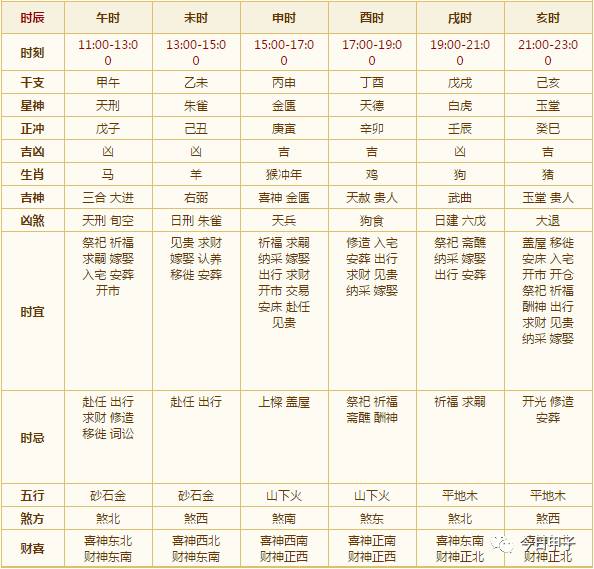 时辰 午时 未时 申时 酉时 戌时 亥时
时刻 11:00-13:00 13:00-15:00 15:00-17:00 17:00-19:00 19:00-21:00 21:00-23:00
干支 甲午 乙未 丙申 丁酉 戊戌 己亥
星神 天刑 朱雀 金匮 天德 白虎 玉堂
正冲 戊子 己丑 庚寅 辛卯 壬辰 癸巳
吉凶 凶 凶 吉 吉 凶 吉
生肖 马 羊 猴冲年 鸡 狗 猪
吉神 三合 大进 右弼 喜神 金匮 天赦 贵人 武曲 玉堂 贵人
凶煞 天刑 旬空 日刑 朱雀 天兵 狗食 日建 六戊 大退
时宜
祭祀 祈福
求嗣 嫁娶
入宅 安葬
开市
见贵 求财
嫁娶 认养
移徙 安葬
祈福 求嗣
纳采 嫁娶
出行 求财
开市 交易
安床 赴任
见贵
修造 入宅
安葬 出行
求财 见贵
纳采 嫁娶
祭祀 斋醮
纳采 嫁娶
出行 安葬
盖屋 移徙
安床 入宅
开市 开仓
祭祀 祈福
酬神 出行
求财 见贵
纳采 嫁娶
时忌
赴任 出行
求财 修造
移徙 词讼
赴任 出行
上樑 盖屋
祭祀 祈福
斋醮 酬神
祈福 求嗣
开光 修造
安葬
五行 砂石金 砂石金 山下火 山下火 平地木 平地木
煞方 煞北 煞西 煞南 煞东 煞北 煞西
财喜
喜神东北
财神东南
喜神西北
财神东南
喜神西南
财神正西
喜神正南
财神正西
喜神东南
财神正北
财神正北
今日甲子